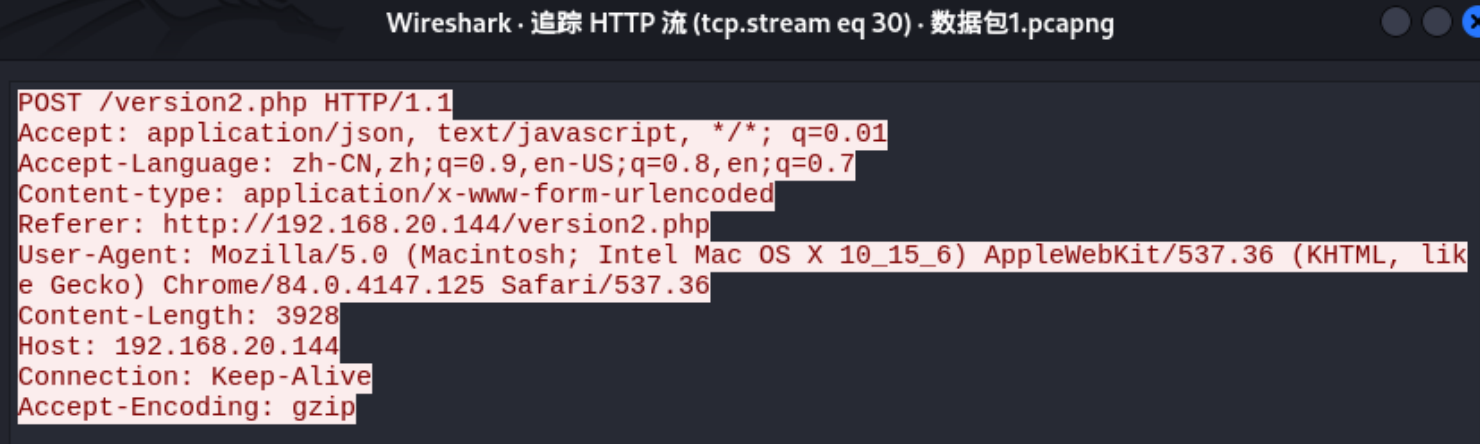 Wireshark · 追踪 HTTP 流 (tcp.stream eq 30) · 数据包1.pcapng
POST /version2.php HTTP/1.1
Accept: application/json, text/javascript, */*; q=0.01
Accept-Language: zh-CN,zh;q=0.9,en-US;q=0.8,en;q=0.7
Content-type: application/x-www-form-urlencoded
Referer: http://192.168.20.144/version2.php
User-Agent: Mozilla/5.0 (Macintosh; Intel Mac OS X 10_15_6) AppleWebKit/537.36 (KHTML, lik
e Gecko) Chrome/84.0.4147.125 Safari/537.36
Content-Length: 3928
Host: 192.168.20.144
Connection: Keep-Alive
Accept-Encoding: gzip